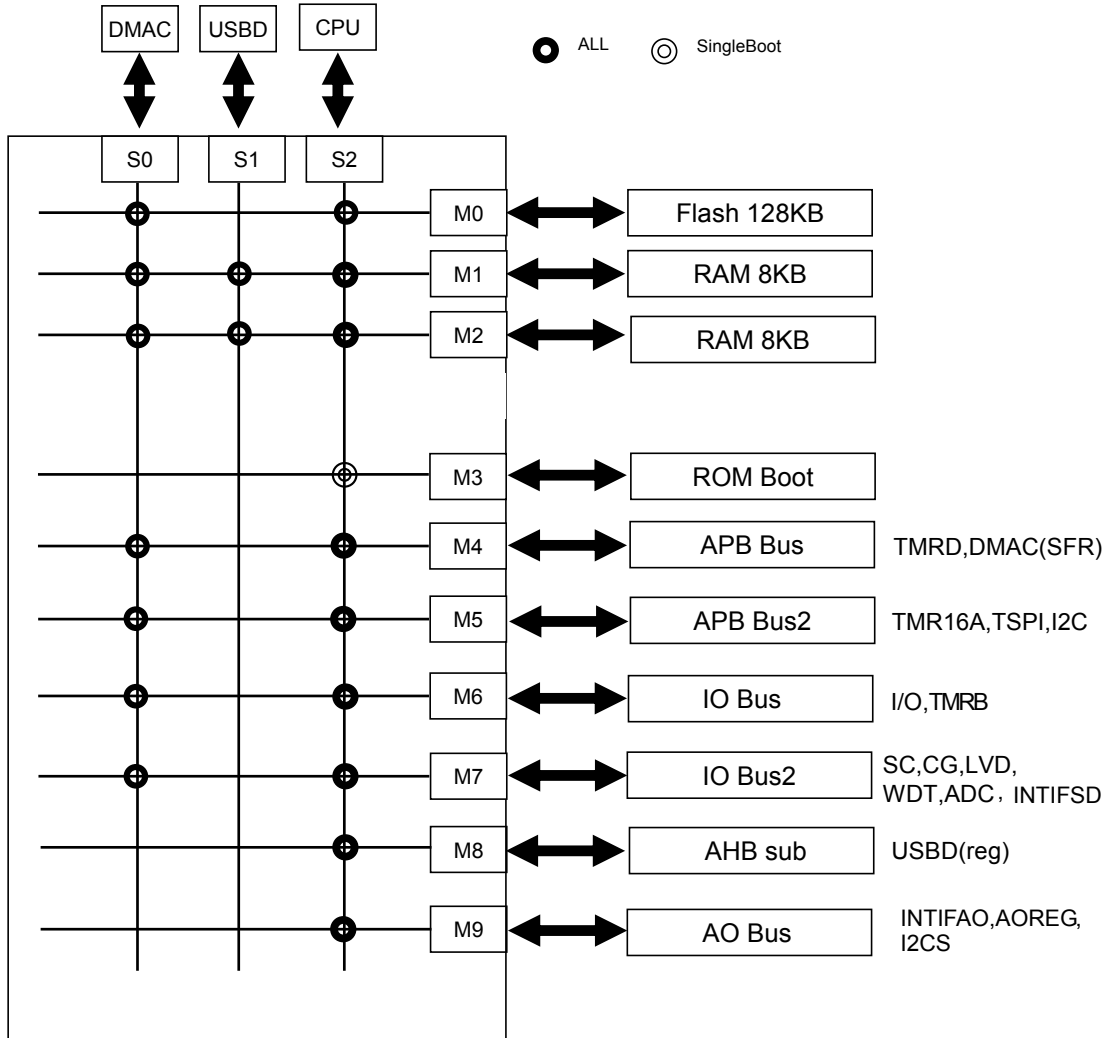 DMAC
USBD
CPU
ALL
SingleBoot
S0
S1
S2
M0
Flash 128KB
M1
RAM 8KB
M2
RAM 8KB
M3
ROM Boot
M4
APB Bus
TMRD,DMAC(SFR)
M5
APB Bus2
TMR16A,TSPI,I2C
M6
IO Bus
I/O,TMRB
M7
IO Bus2
SC,CG,LVD,
WDT,ADC, INTIFSD
M8
AHB sub
USBD(reg)
M9
AO Bus
INTIFAO,AOREG,
I2CS